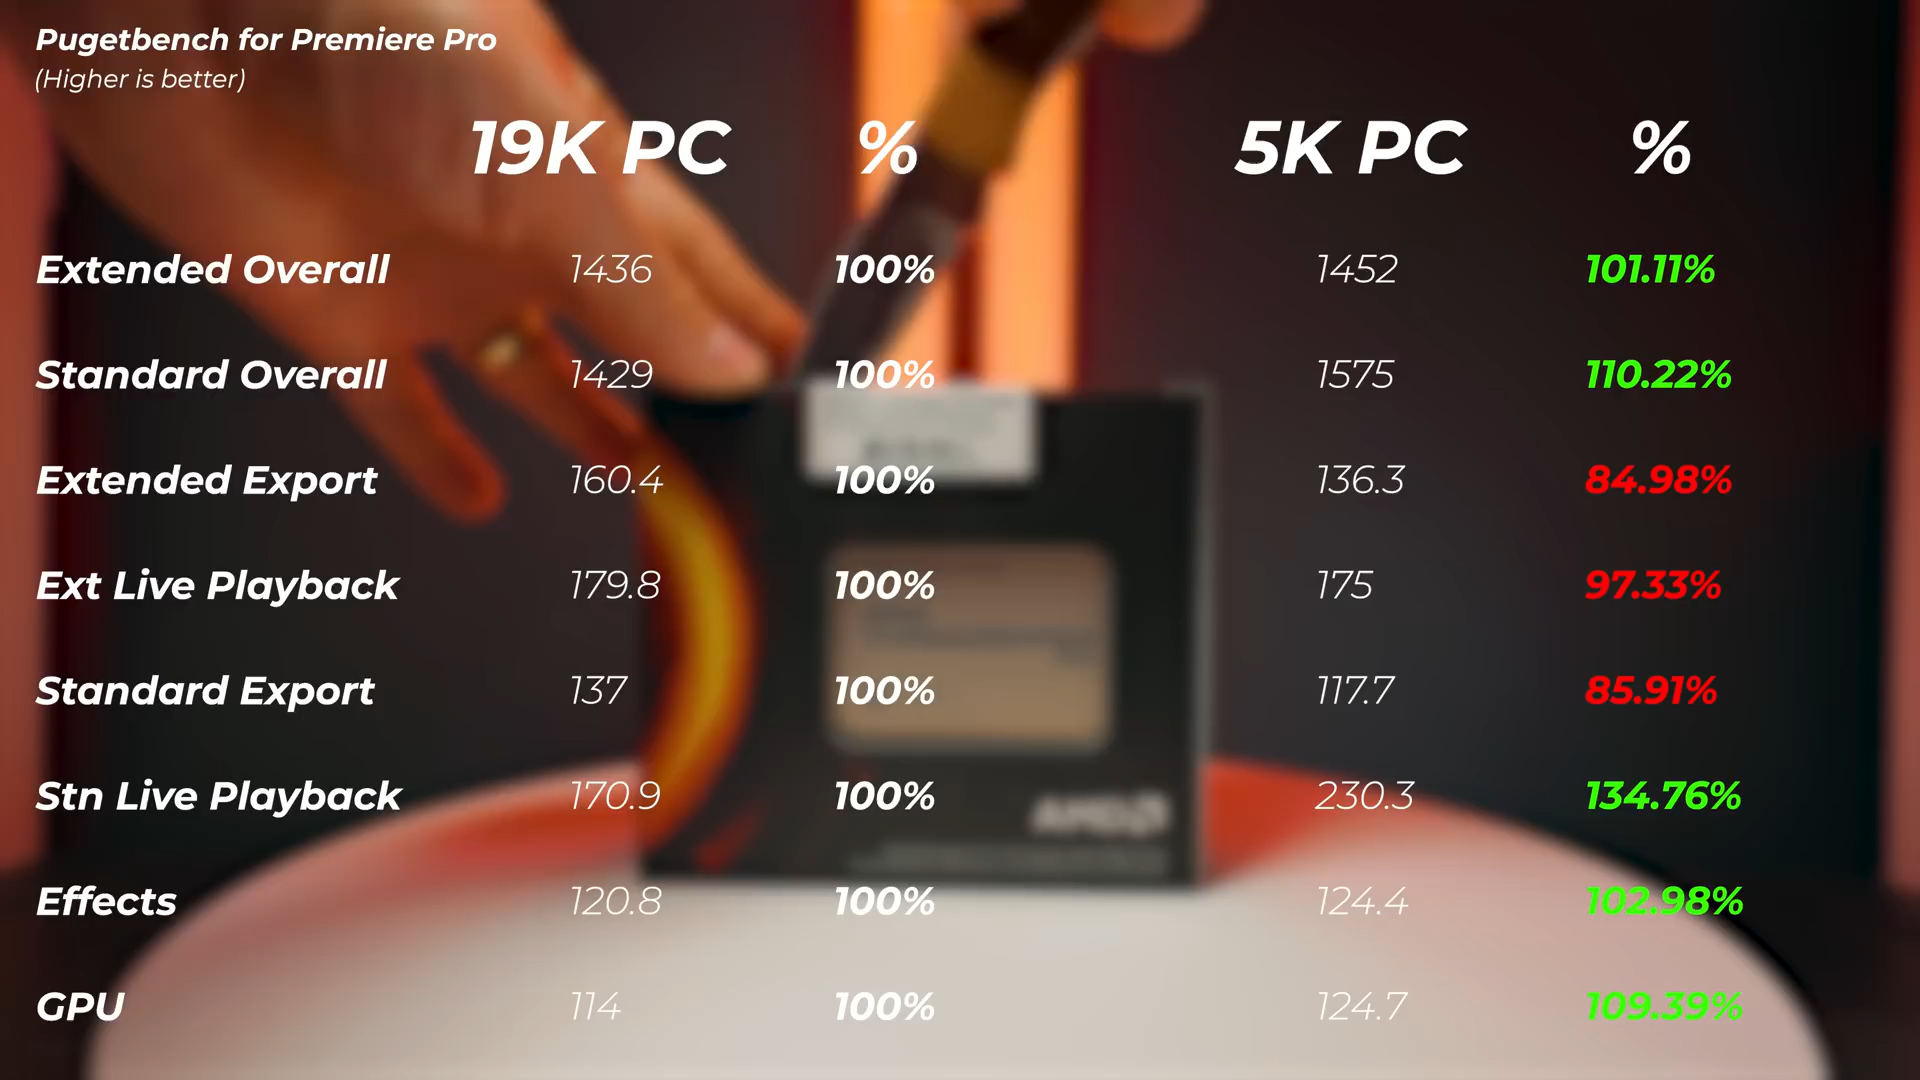 Pugetbench for Premiere Pro
(Higher is better)
19K PC % 5K PC %
Extended Overall 1436 100% 1452 101.11%
Standard Overall 1429 100% 1575 110.22%
Extended Export 160.4 100% 136.3 84.98%
Ext Live Playback 179.8 100% 175 97.33%
Standard Export 137 100% 117.7 85.91%
Stn Live Playback 170.9 100% 230.3 134.76%
AMD
Effects 120.8 100% 124.4 102.98%
GPU 114 100% 124.7 109.39%